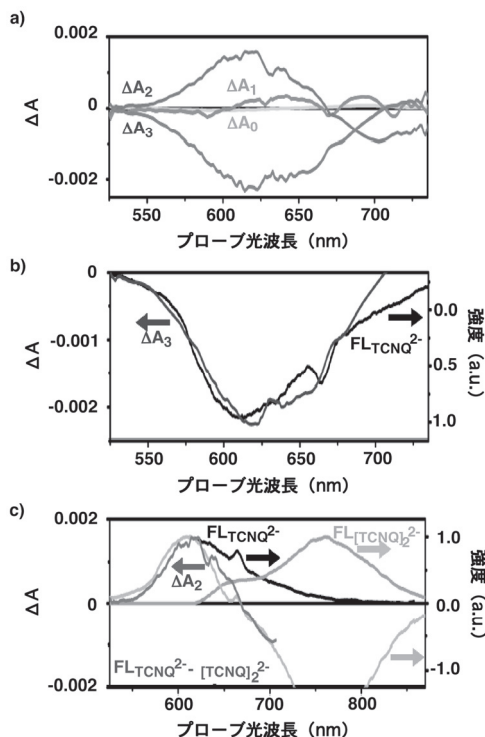 a)
0.002
ΔA₂
ΔA₁
ΔA
0
ΔA₃
ΔA₀
-0.002
550 600 650 700
プローブ光波長（nm）
b)
0
0.0
FL_TCNQ²⁻
ΔA
-0.001
ΔA₃
0.5
強度 (a.u.)
-0.002
1.0
550 600 650 700
プローブ光波長（nm）
c)
0.002
FL_TCNQ²⁻
FL_[TCNQ]₂²⁻
1.0
ΔA₂
ΔA
0
0.0
強度 (a.u.)
FL_TCNQ²⁻ - [TCNQ]₂²⁻
-1.0
-0.002
600 700 800
プローブ光波長（nm）